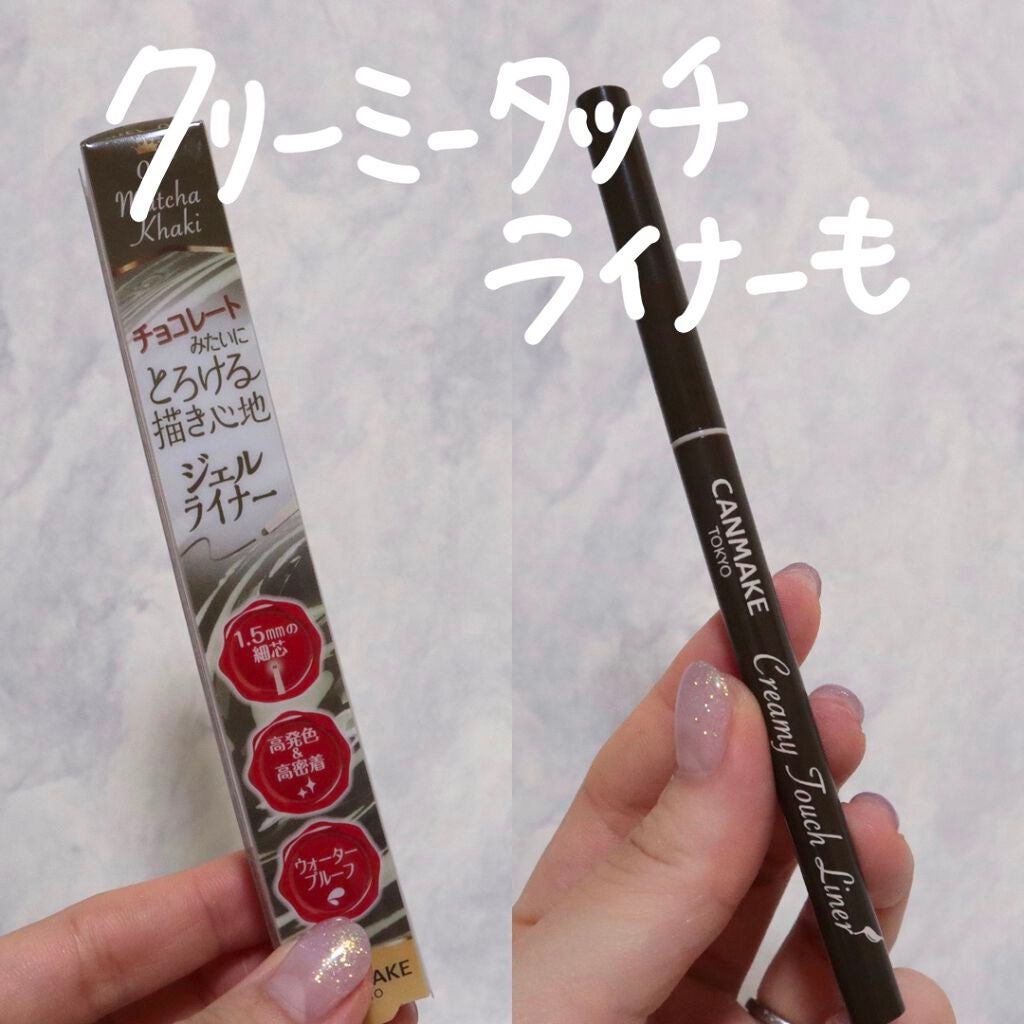 クリーミータッチ
ライナーも
Matcha
Khaki
チョコレート
みたいに
とろける
描き心地
ジェル
ライナー
1.5mmの
細芯
高発色
&
高密着
ウォーター
プルーフ
CANMAKE
TOKYO
Creamy Touch Liner